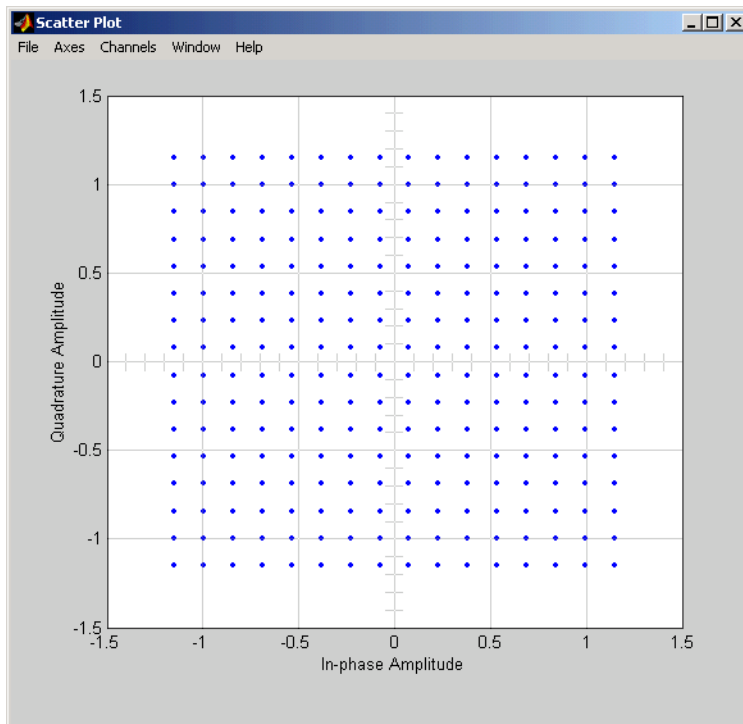 Scatter Plot
File Axes Channels Window Help
1.5
1
0.5
0
-0.5
-1
-1.5
Quadrature Amplitude
-1.5 -1 -0.5 0 0.5 1 1.5
In-phase Amplitude